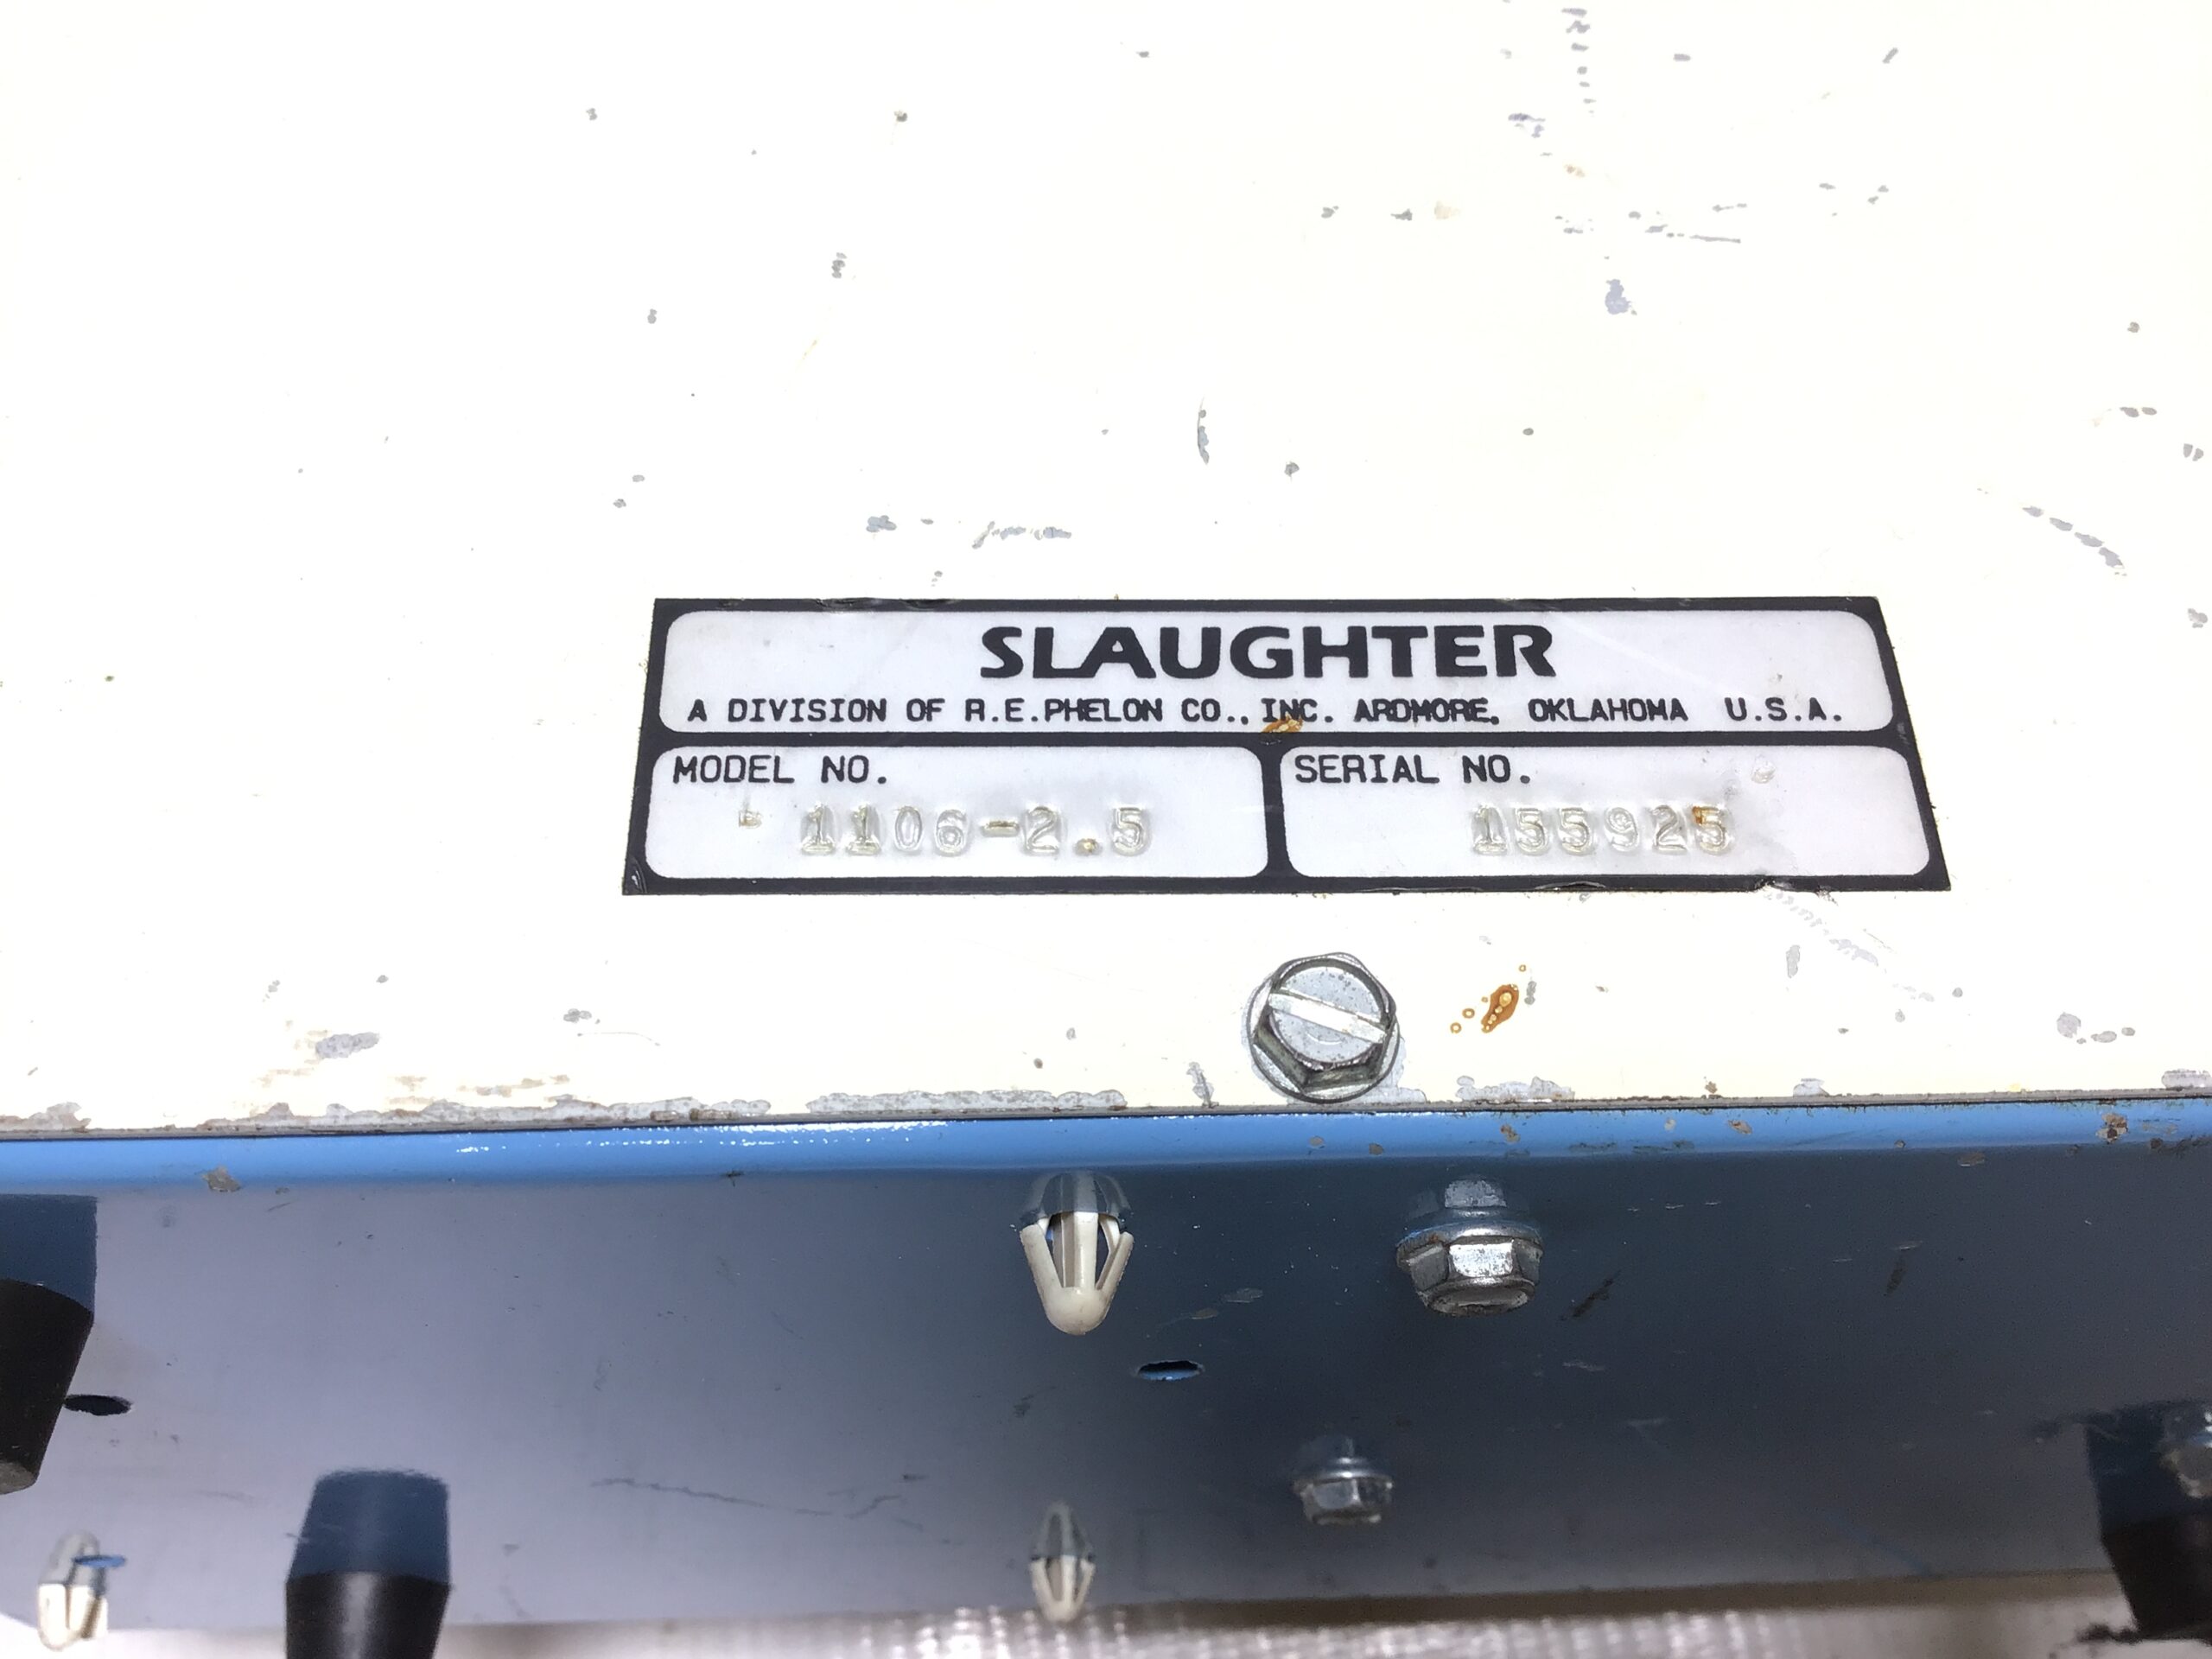 SLAUGHTER
A DIVISION OF R.E.PHELON CO., INC. ARDMORE, OKLAHOMA U.S.A.
MODEL NO.
1106-2.5
SERIAL NO.
155925